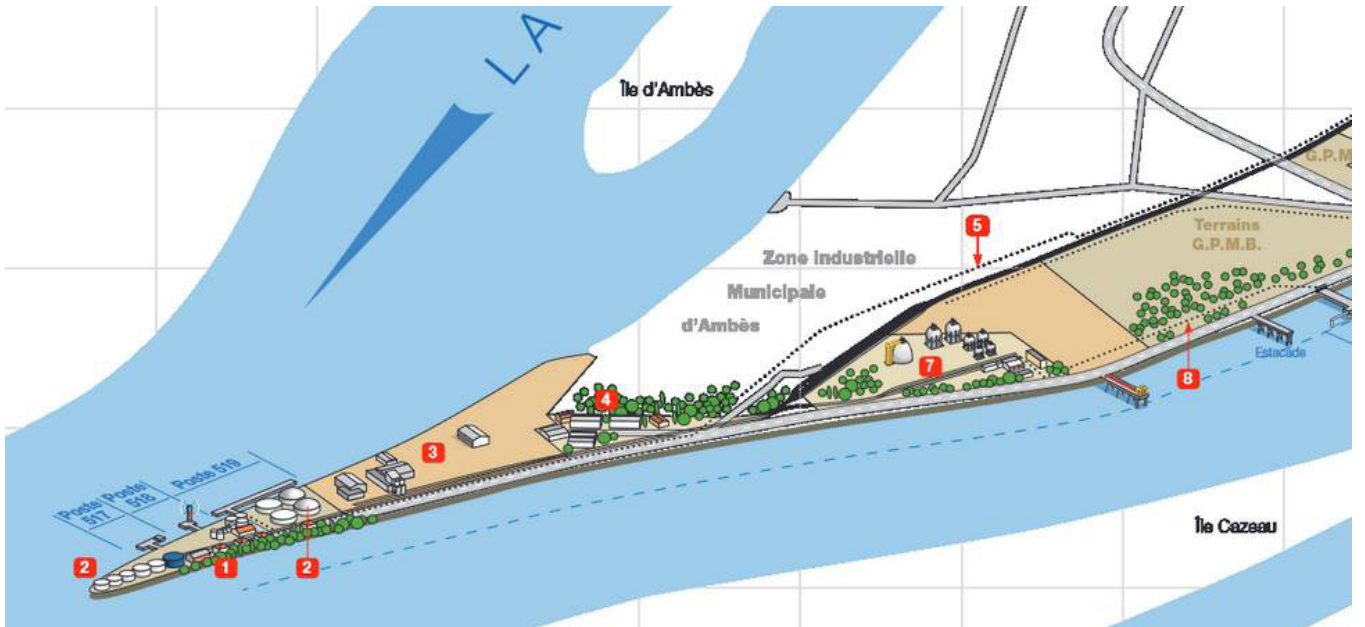 LA
Île d'Ambès
G.P.M
Terrains
G.P.M.B.
5
Zone Industrielle
Municipale
d'Ambès
Estacade
7
8
4
3
Poste 519
Poste
518
Poste
517
Île Cazeau
2
1
2